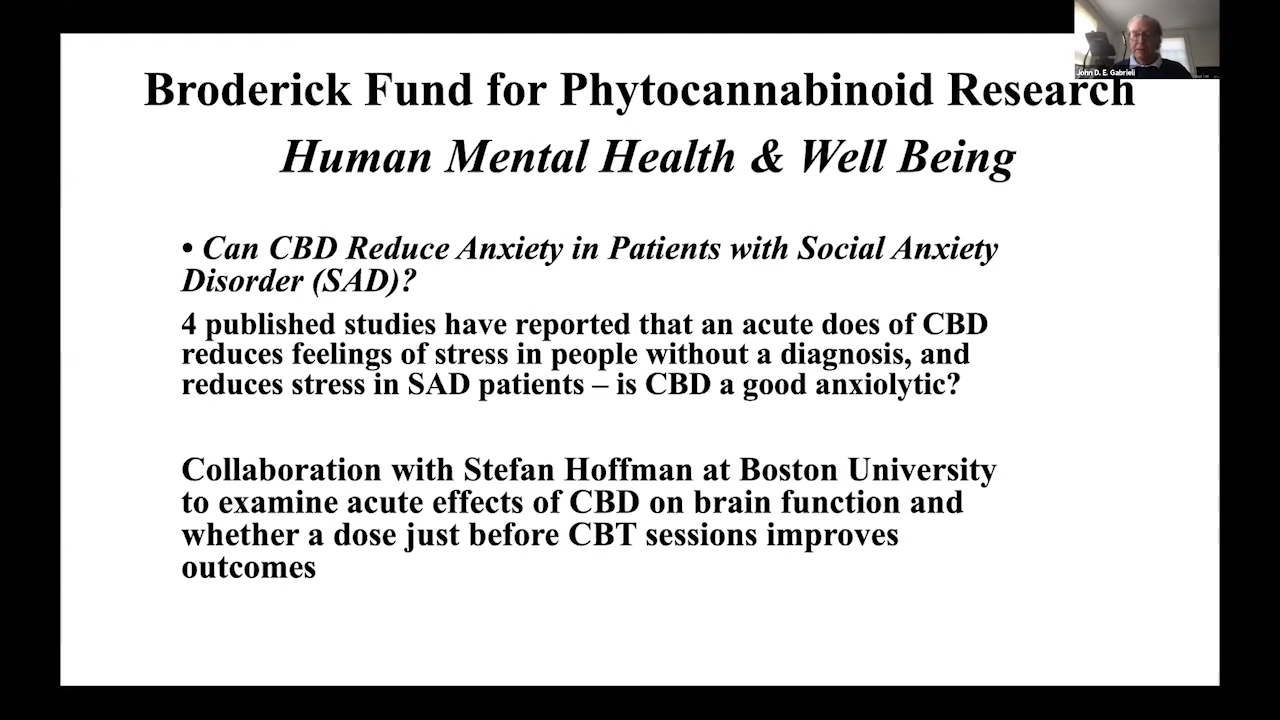 Broderick Fund for Phytocannabinoid Research
Human Mental Health & Well Being
• Can CBD Reduce Anxiety in Patients with Social Anxiety
Disorder (SAD)?
4 published studies have reported that an acute does of CBD
reduces feelings of stress in people without a diagnosis, and
reduces stress in SAD patients – is CBD a good anxiolytic?
Collaboration with Stefan Hoffman at Boston University
to examine acute effects of CBD on brain function and
whether a dose just before CBT sessions improves
outcomes
John D. E. Gabrieli